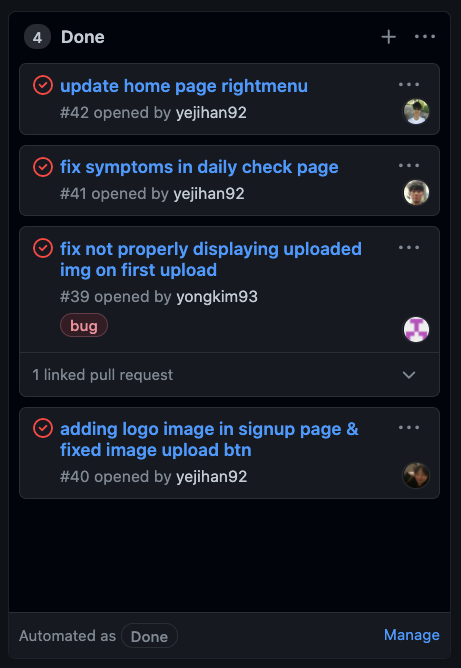 4 Done
update home page rightmenu
#42 opened by yejihan92
fix symptoms in daily check page
#41 opened by yejihan92
fix not properly displaying uploaded
img on first upload
#39 opened by yongkim93
bug
1 linked pull request
adding logo image in signup page &
fixed image upload btn
#40 opened by yejihan92
Automated as Done Manage